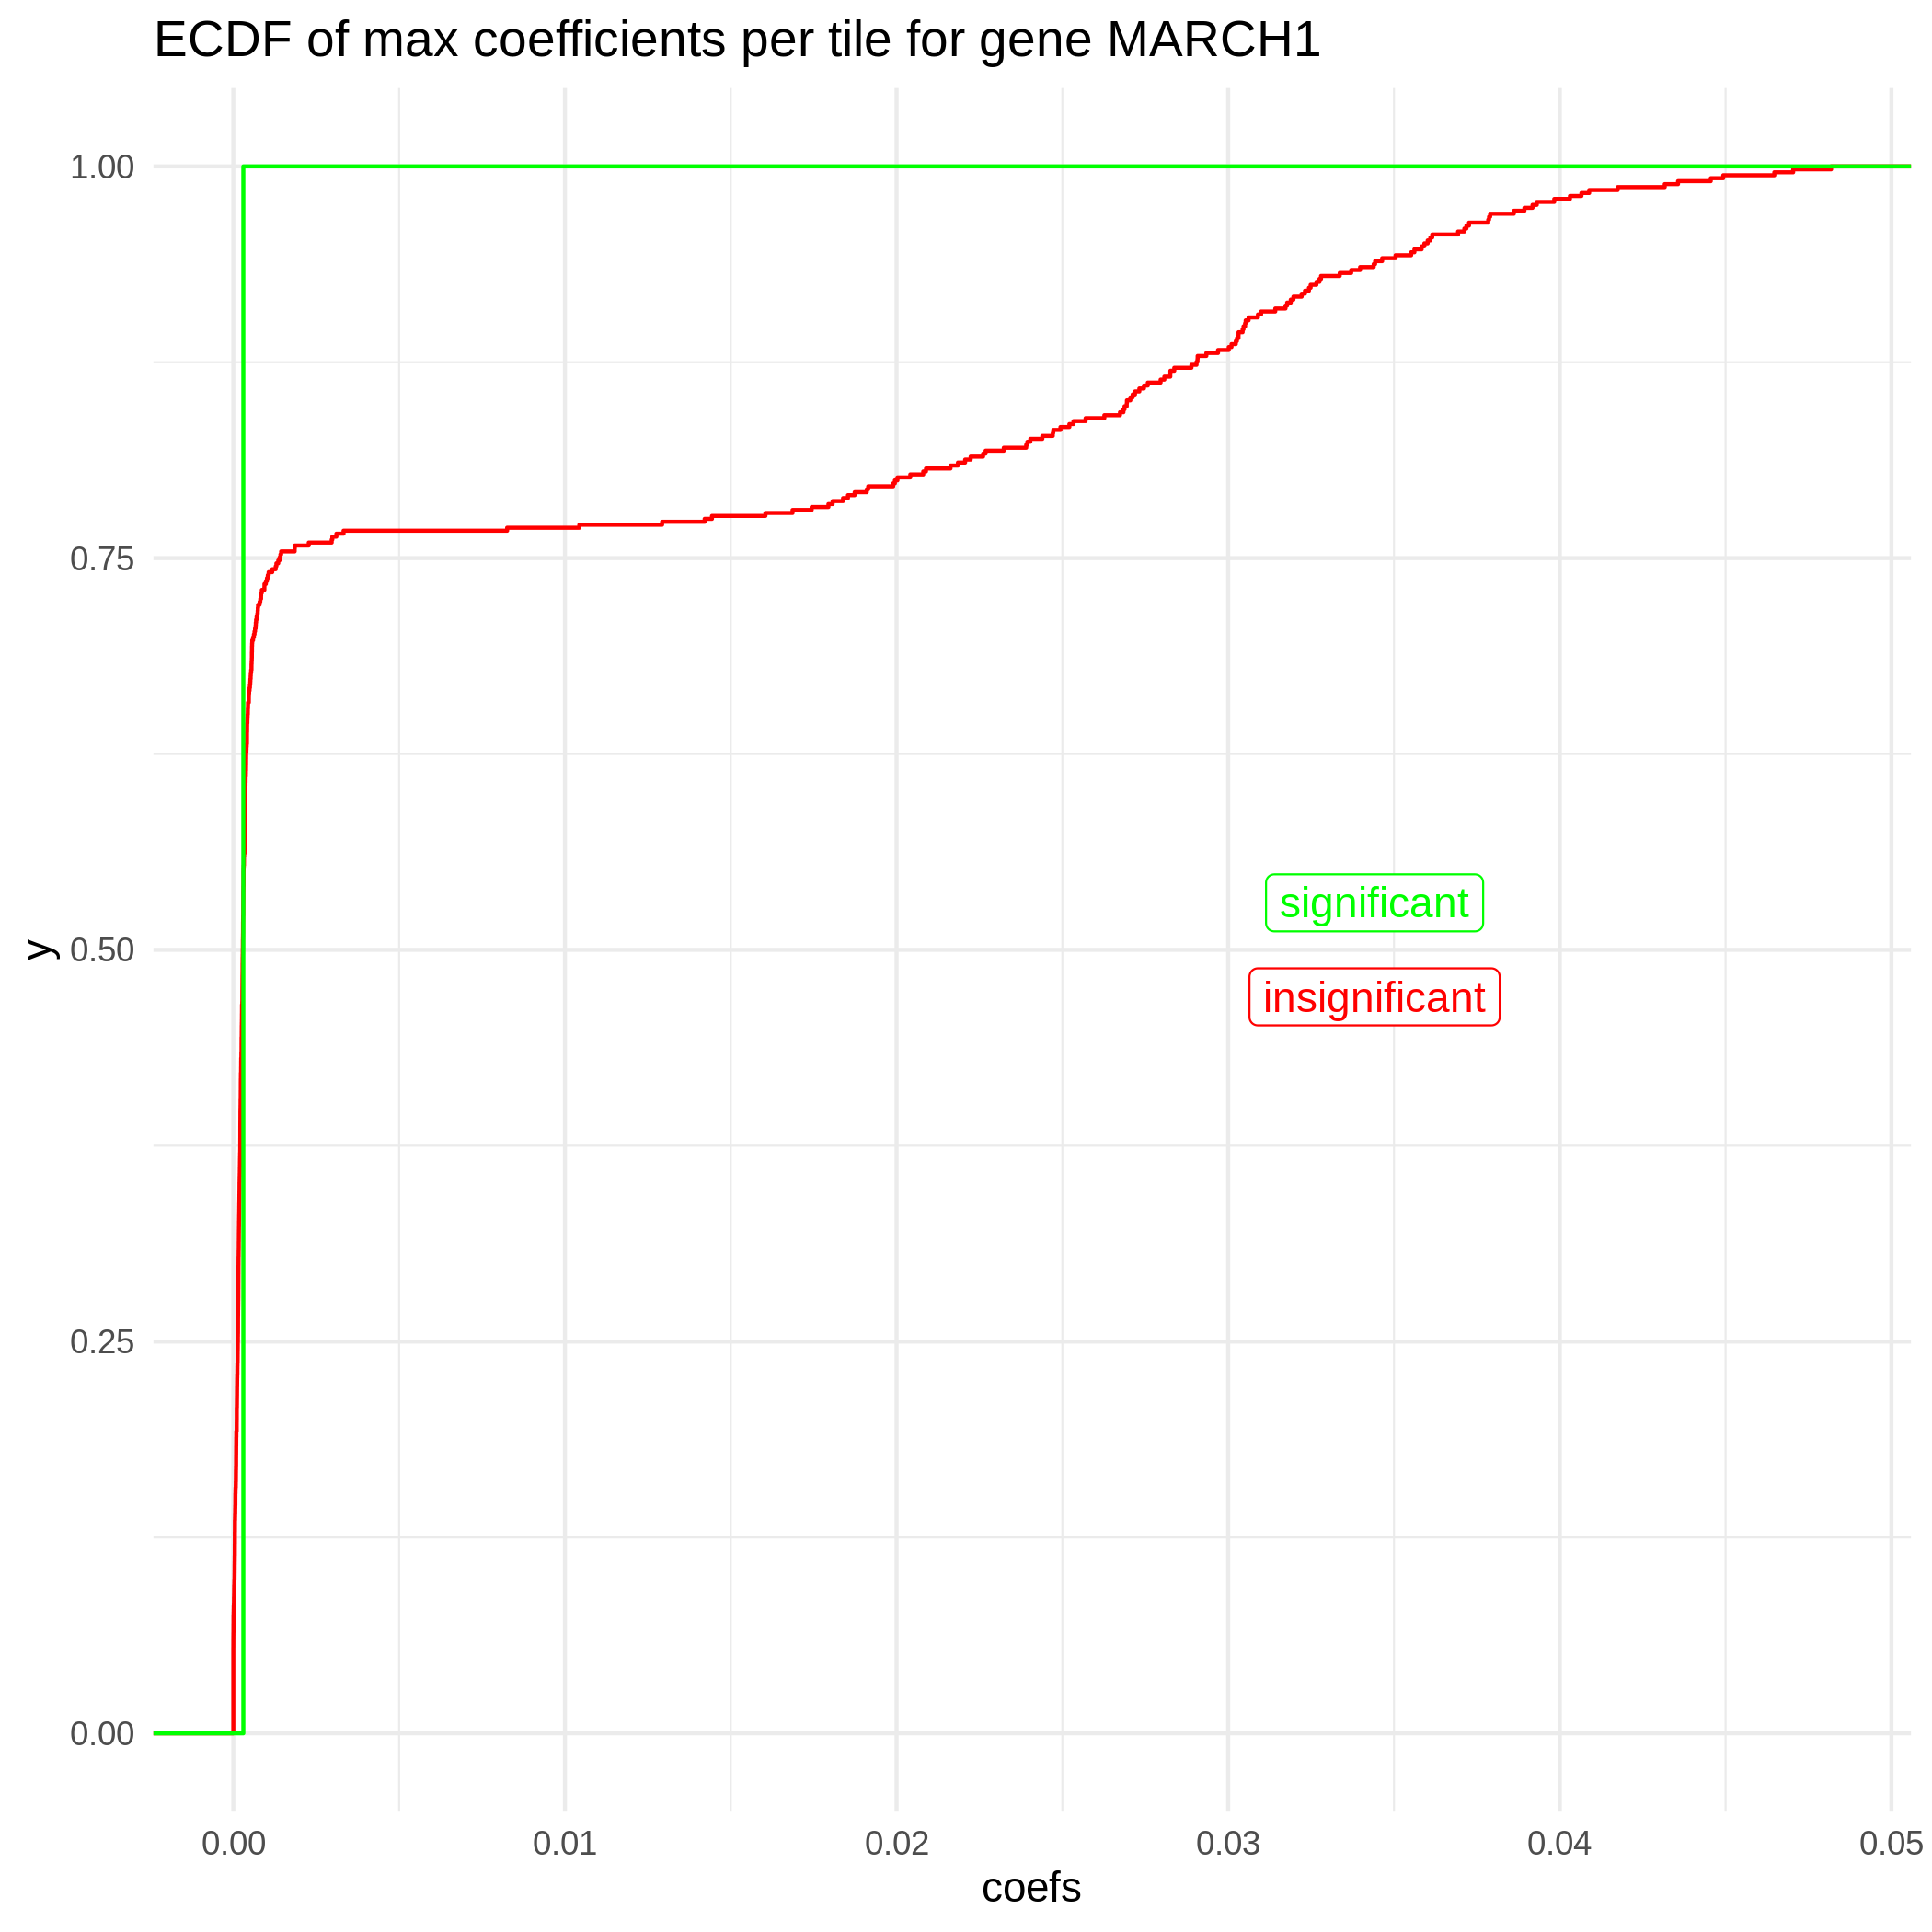 ECDF of max coefficients per tile for gene MARCH1
1.00
0.75
0.50
0.25
0.00
y
significant
insignificant
0.00 0.01 0.02 0.03 0.04 0.05
coefs